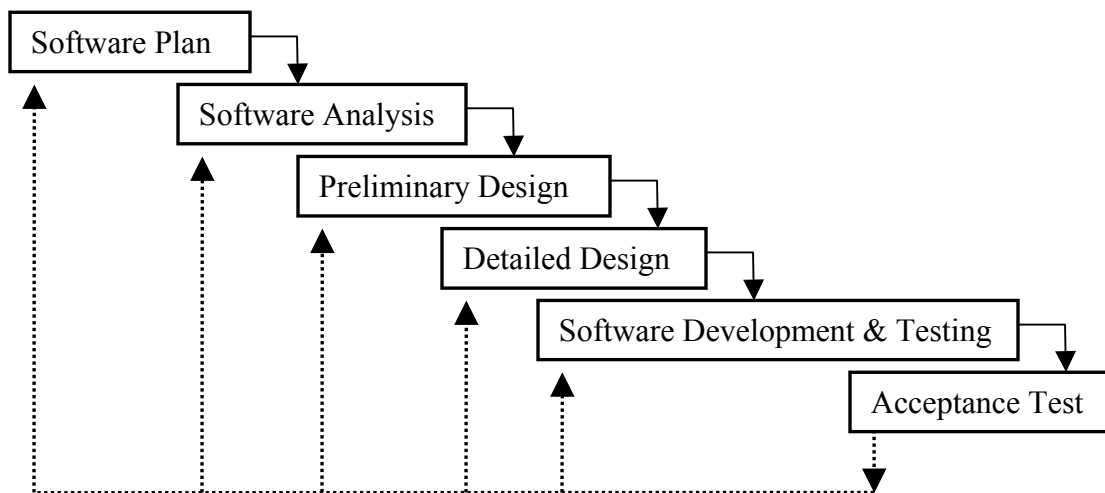 Software Plan
Software Analysis
Preliminary Design
Detailed Design
Software Development & Testing
Acceptance Test